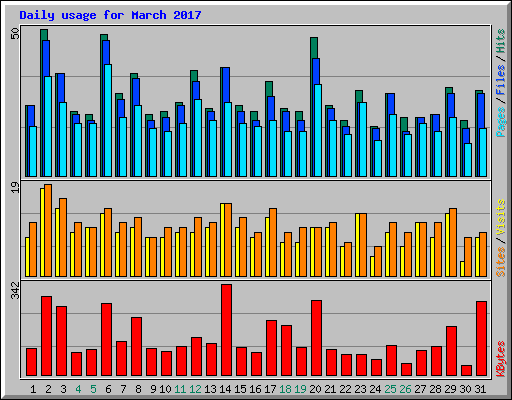 Daily usage for March 2017
50
Pages / Files / Hits
19
Sites / Visits
342
KBytes
1 2 3 4 5 6 7 8 9 10 11 12 13 14 15 16 17 18 19 20 21 22 23 24 25 26 27 28 29 30 31